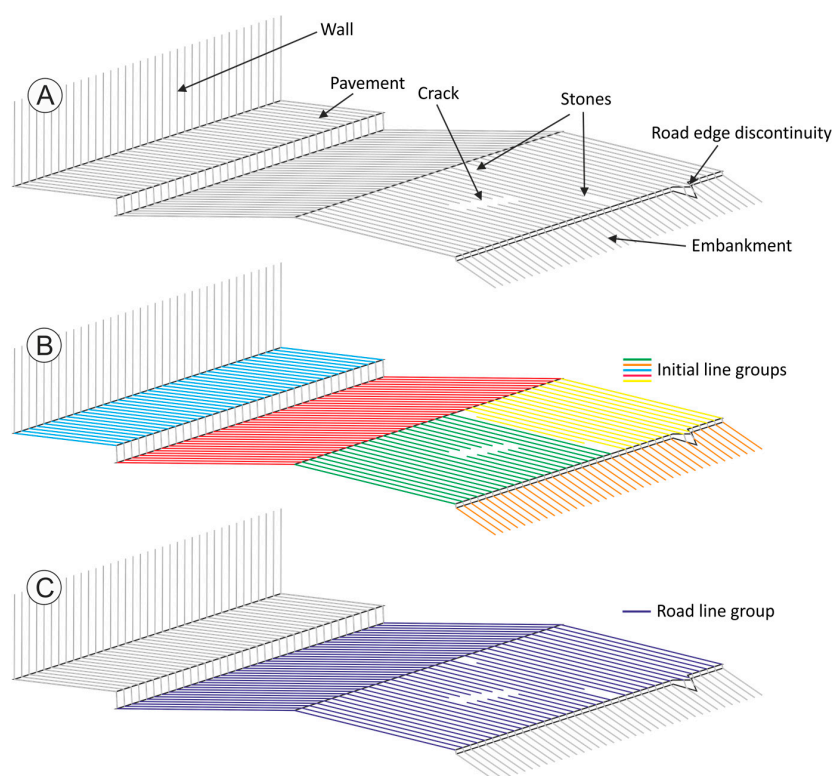 A
Wall
Pavement
Crack
Stones
Road edge discontinuity
Embankment
B
Initial line groups
C
Road line group